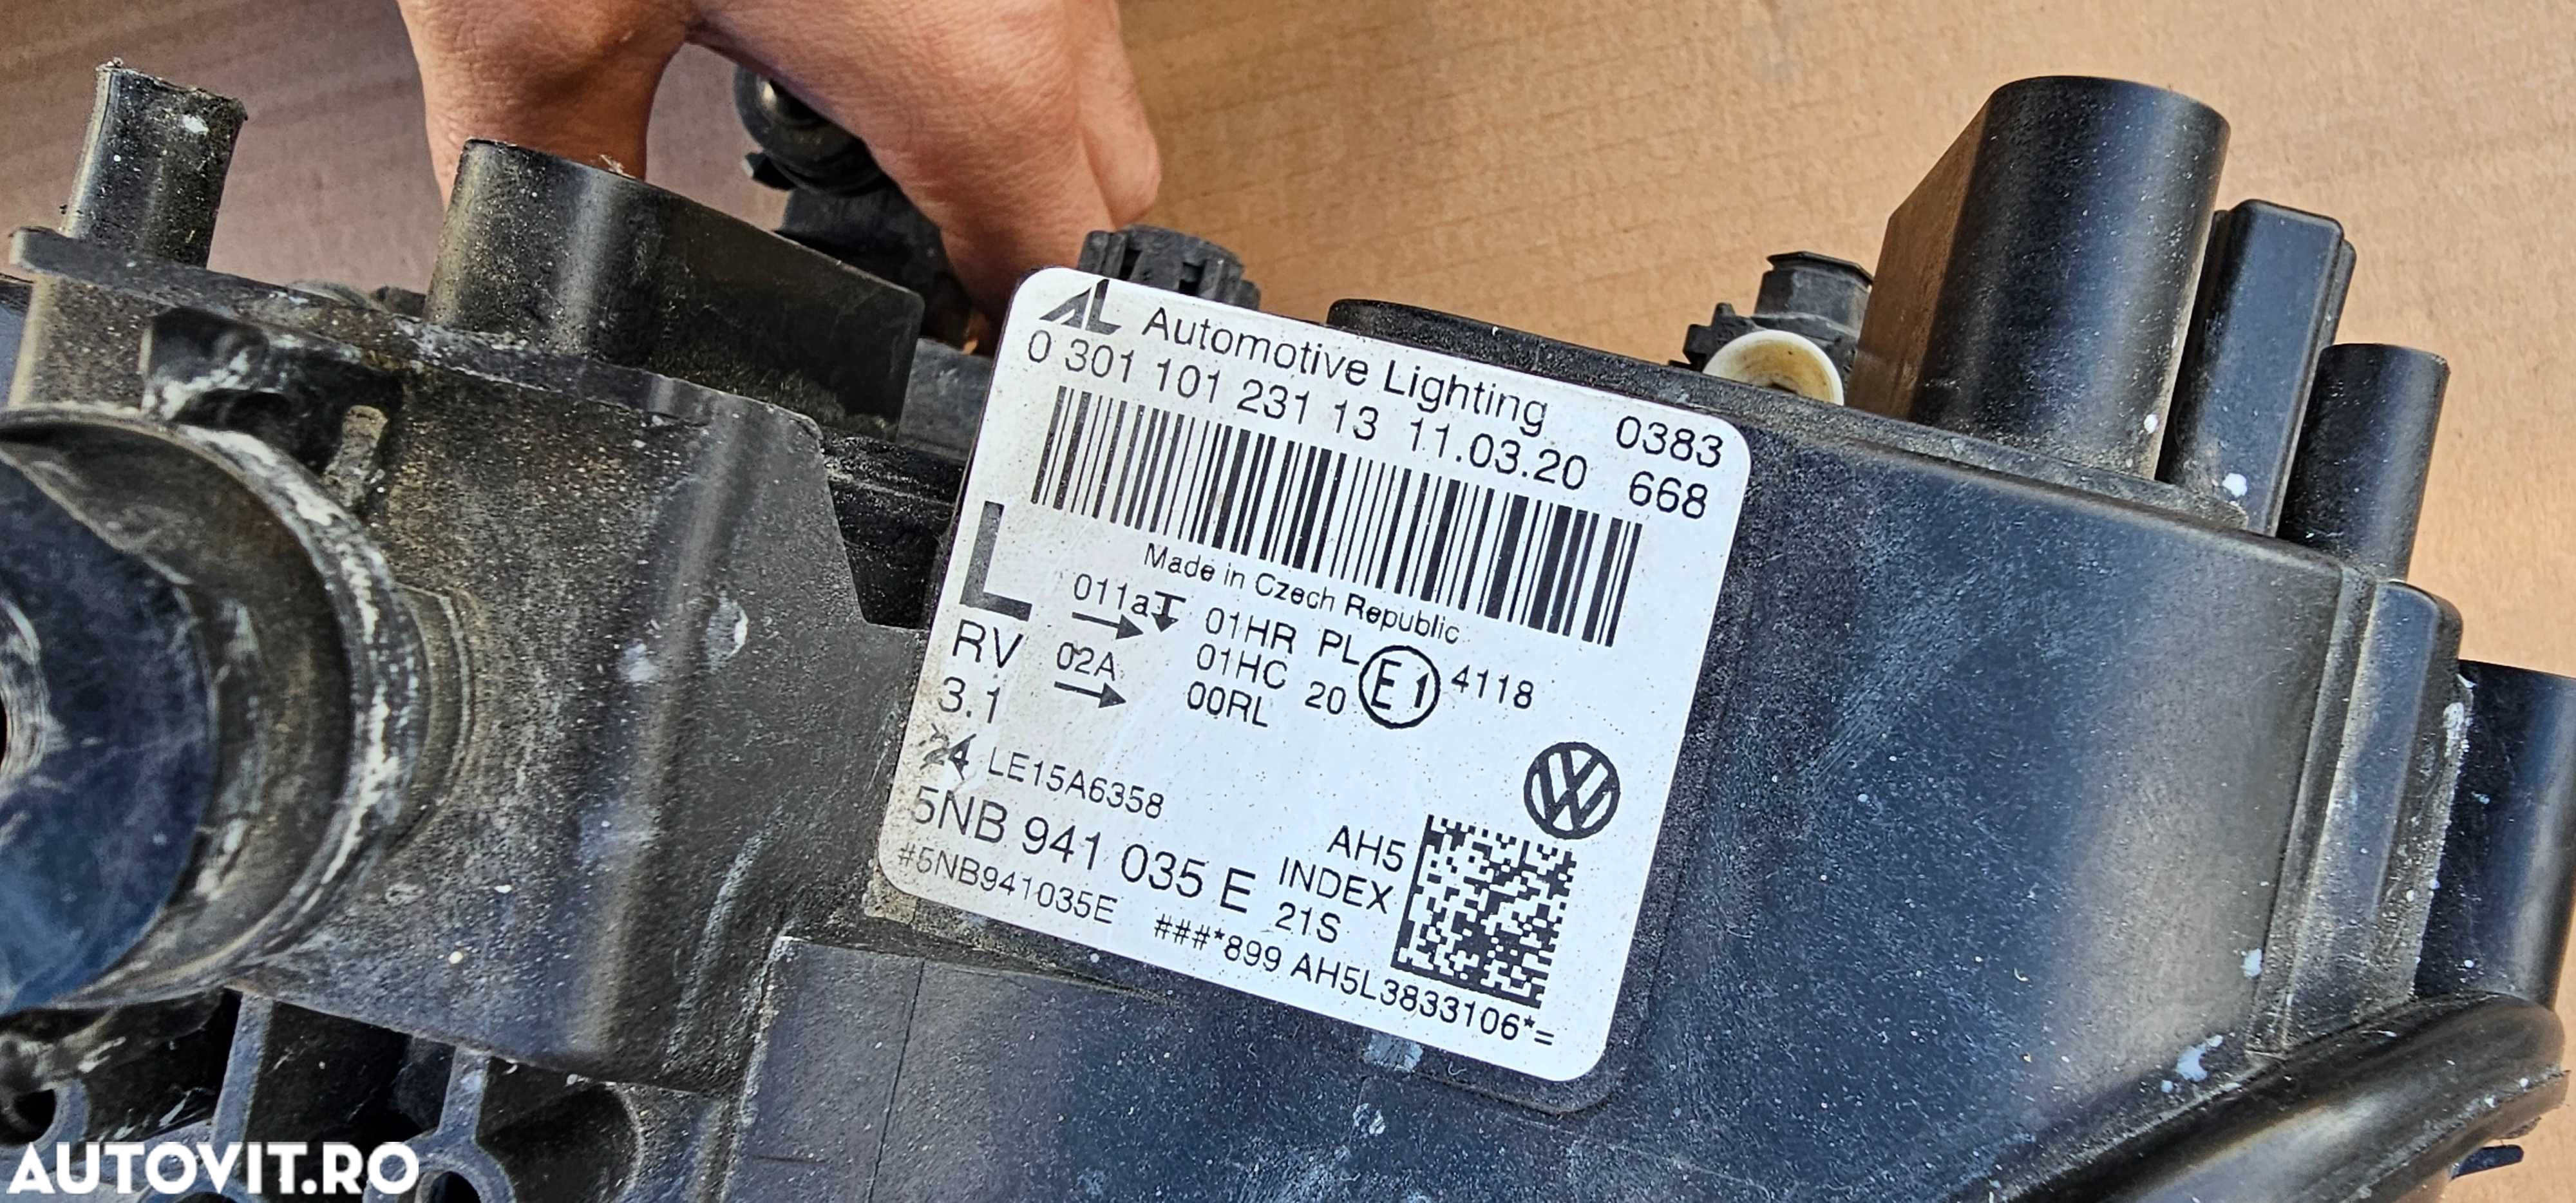 AL Automotive Lighting 0383
0 301 101 231 13 11.03.20 668
Made in Czech Republic
L
011a 01HR PL
RV 02A 01HC 20 E1 4118
3.1 00RL
LE15A6358
5NB 941 035 E
AH5
INDEX
21S
#5NB941035E ###*899 AH5L3833106*=
AUTOVIT.RO